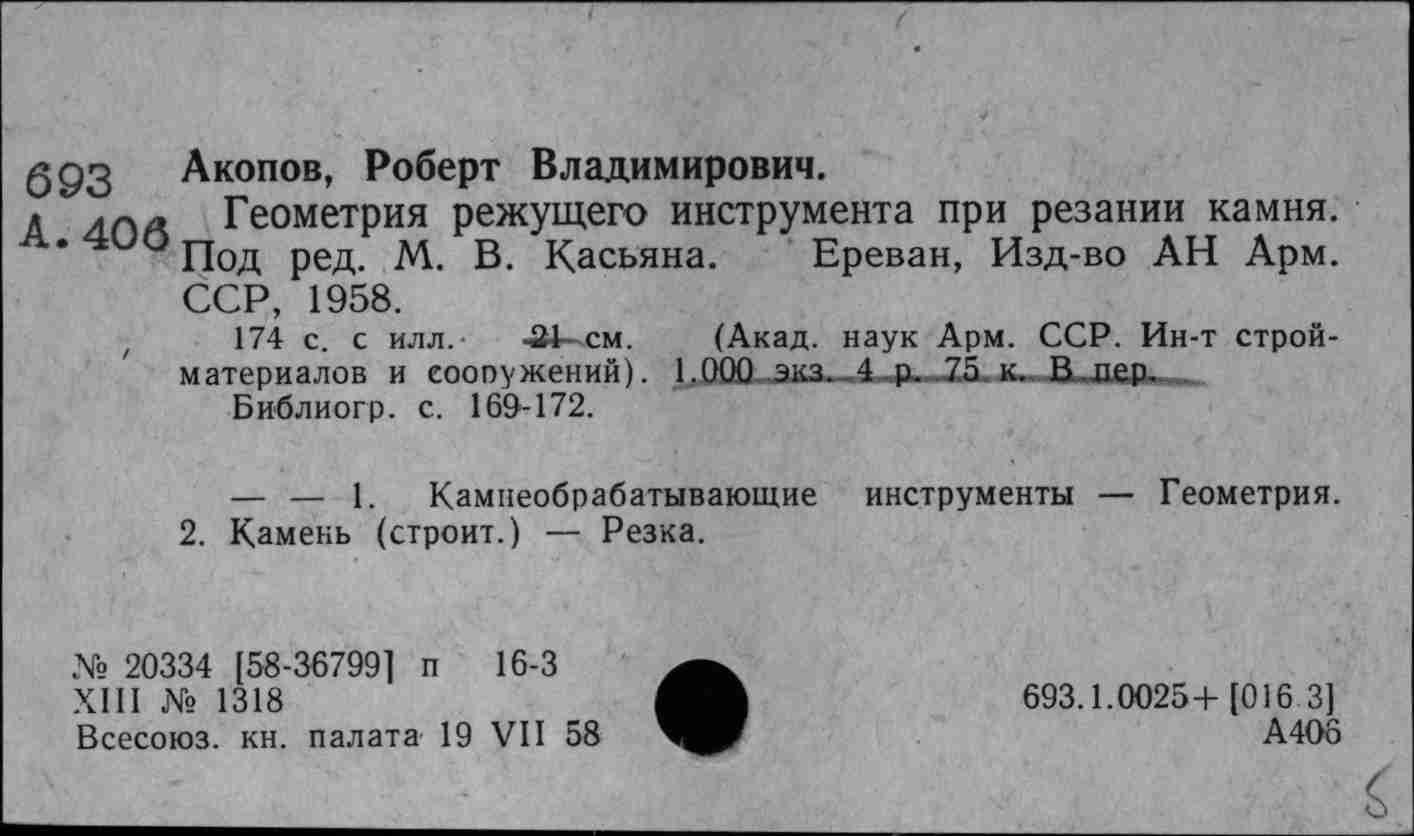 693 Акопов, Роберт Владимирович.
А. 406 Геометрия режущего инструмента при резании камня.
Под ред. М. В. Касьяна. Ереван, Изд-во АН Арм.
ССР, 1958.
174 с. с илл. 21 см. (Акад. наук Арм. ССР. Ин-т строй-
материалов и сооружений). 1.000 экз. 4 р. 75 к. В пер.
Библиогр. с. 169-172.
— — 1. Камнеобрабатывающие инструменты — Геометрия.
2. Камень (строит.) — Резка.
№ 20334 [58-36799] п 16-3
XIII № 1318
Всесоюз. кн. палата 19 VII 58
693.1.0025+[016.3]
А406